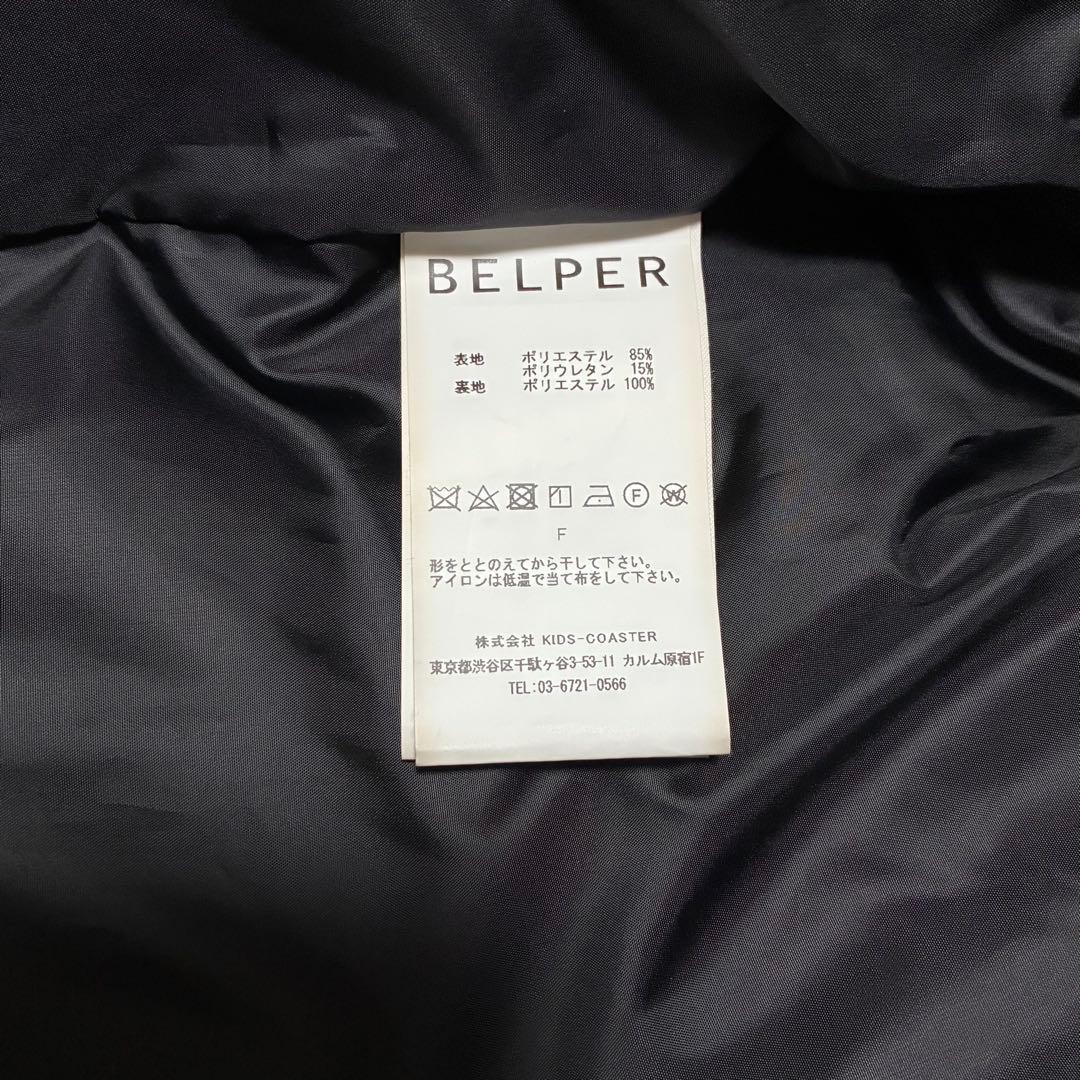 BELPER
表地 ポリエステル 85%
ポリウレタン 15%
裏地 ポリエステル 100%
F W
F
形をととのえてから干して下さい。
アイロンは低温で当て布をして下さい。
株式会社 KIDS-COASTER
東京都渋谷区千駄ヶ谷3-53-11 カルム原宿1F
TEL:03-6721-0566